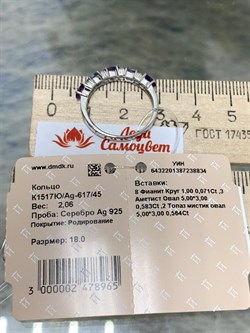 ГОСТ 17435
Леди
Самоцвет
www.dmdk.ru
УИН
6432201387238834
Кольцо
К1517Ю/Ag-617/45
Вес: 2,06
Проба: Серебро Ag 925
Покрытие: Родирование
Размер: 18.0
3 000002 478965
Вставки:
8 Фианит Круг 1,00 0,071Ct ,3
Аметист Овал 5,00*3,00
0,583Ct ,2 Топаз мистик овал
5,00*3,00 0,564Ct